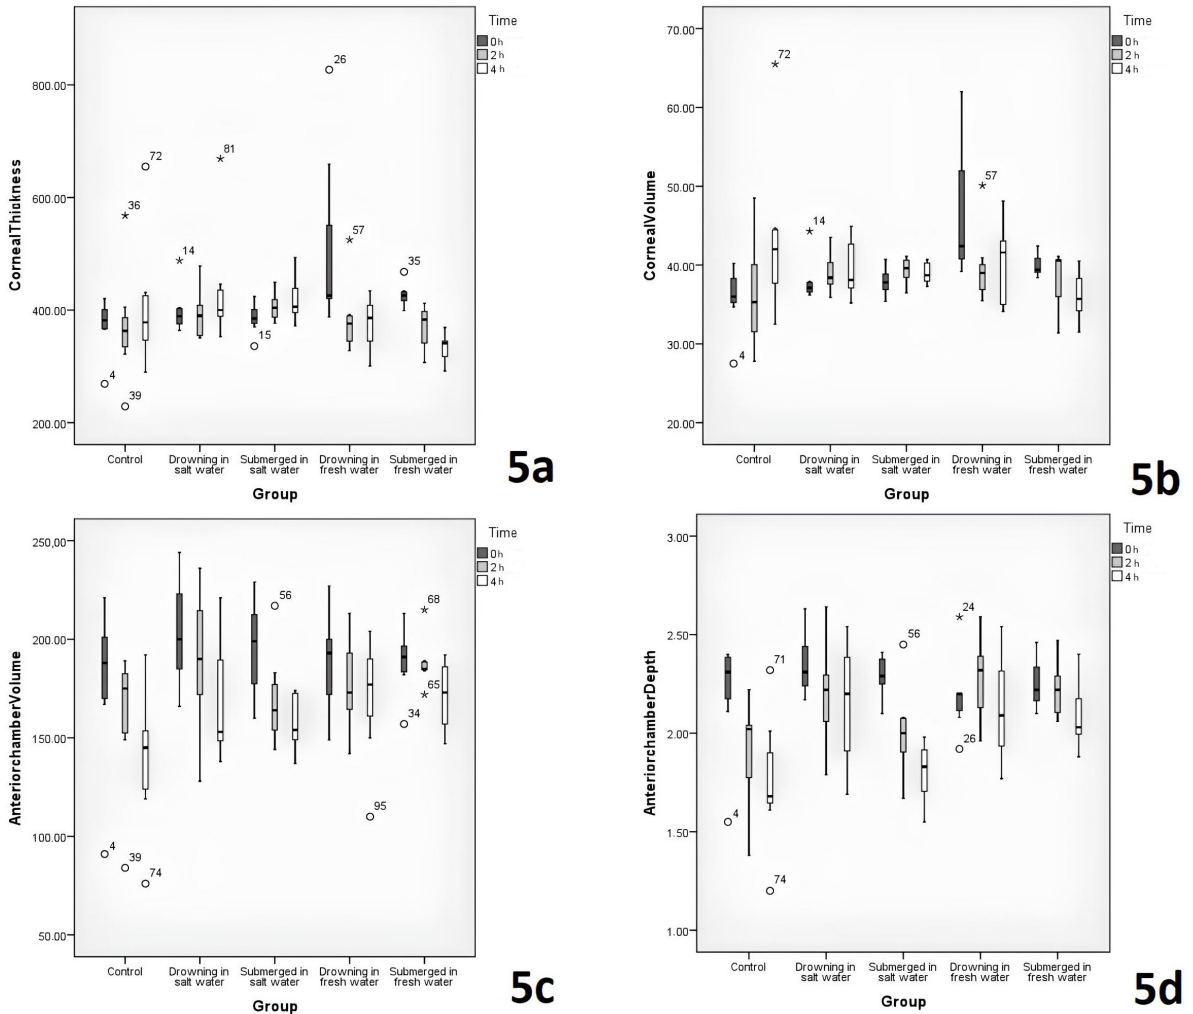 Time
0 h
2 h
4 h
CornealThickness
800.00
600.00
400.00
200.00
4
36
39
72
14
81
15
26
57
35
Control
Drowning in salt water
Submerged in salt water
Drowning in fresh water
Submerged in fresh water
Group
5a
Time
0 h
2 h
4 h
CornealVolume
70.00
60.00
50.00
40.00
30.00
20.00
4
72
14
57
Control
Drowning in salt water
Submerged in salt water
Drowning in fresh water
Submerged in fresh water
Group
5b
Time
0 h
2 h
4 h
AnteriorchamberVolume
250,00
200.00
150.00
100.00
50.00
4
39
74
56
95
34
68
65
Control
Drowning in salt water
Submerged in salt water
Drowning in fresh water
Submerged in fresh water
Group
5c
Time
0 h
2 h
4 h
AnteriorchamberDepth
3.00
2.50
2.00
1.50
1.00
4
71
74
56
24
26
Control
Drowning in salt water
Submerged in salt water
Drowning in fresh water
Submerged in fresh water
Group
5d